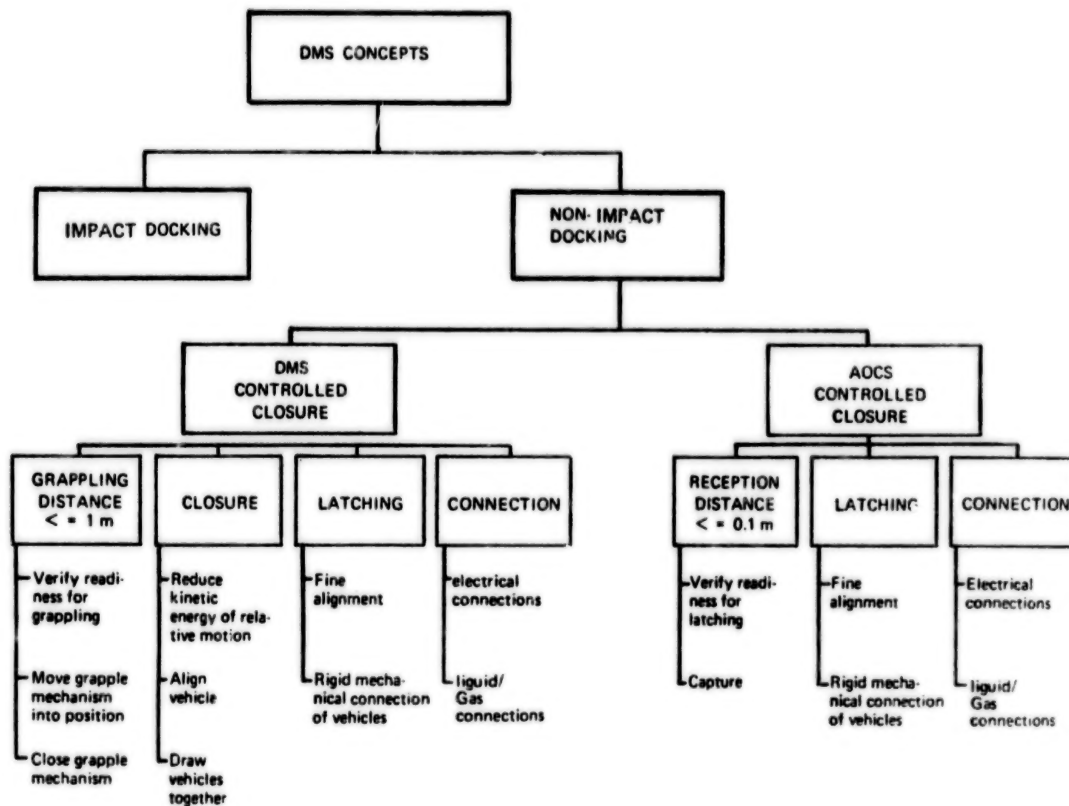 DMS CONCEPTS
IMPACT DOCKING
NON-IMPACT
DOCKING
DMS
CONTROLLED
CLOSURE
AOCS
CONTROLLED
CLOSURE
GRAPPLING
DISTANCE
< = 1 m
CLOSURE
LATCHING
CONNECTION
RECEPTION
DISTANCE
< = 0.1 m
LATCHING
CONNECTION
Verify readi-
ness for
grappling
Move grapple
mechanism
into position
Close grapple
mechanism
Reduce
kinetic
energy of rela-
tive motion
Align
vehicle
Draw
vehicles
together
Fine
alignment
Rigid mecha-
nical connection
of vehicles
electrical
connections
liguid/
Gas
connections
Verify readi-
ness for
latching
Capture
Fine
alignment
Rigid mecha-
nical connection
of vehicles
Electrical
connections
liguid/
Gas
connections